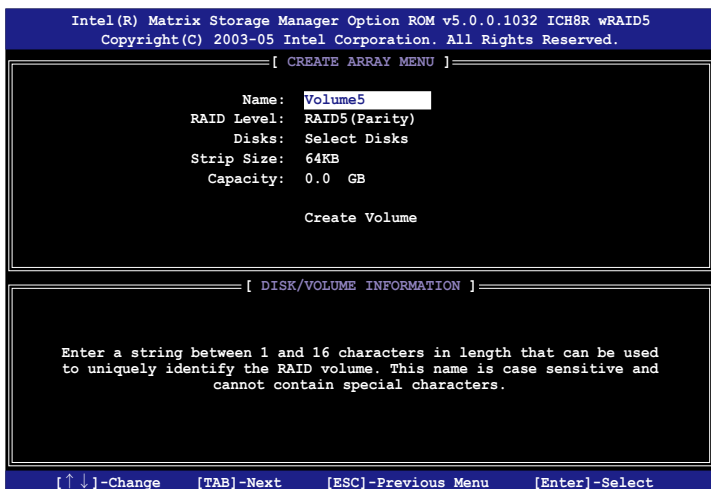 Intel(R) Matrix Storage Manager Option ROM v5.0.0.1032 ICH8R wRAID5
Copyright(C) 2003-05 Intel Corporation. All Rights Reserved.
[ CREATE ARRAY MENU ]
Name: Volume5
RAID Level: RAID5(Parity)
Disks: Select Disks
Strip Size: 64KB
Capacity: 0.0 GB
Create Volume
[ DISK/VOLUME INFORMATION ]
Enter a string between 1 and 16 characters in length that can be used
to uniquely identify the RAID volume. This name is case sensitive and
cannot contain special characters.
[↑↓]-Change [TAB]-Next [ESC]-Previous Menu [Enter]-Select